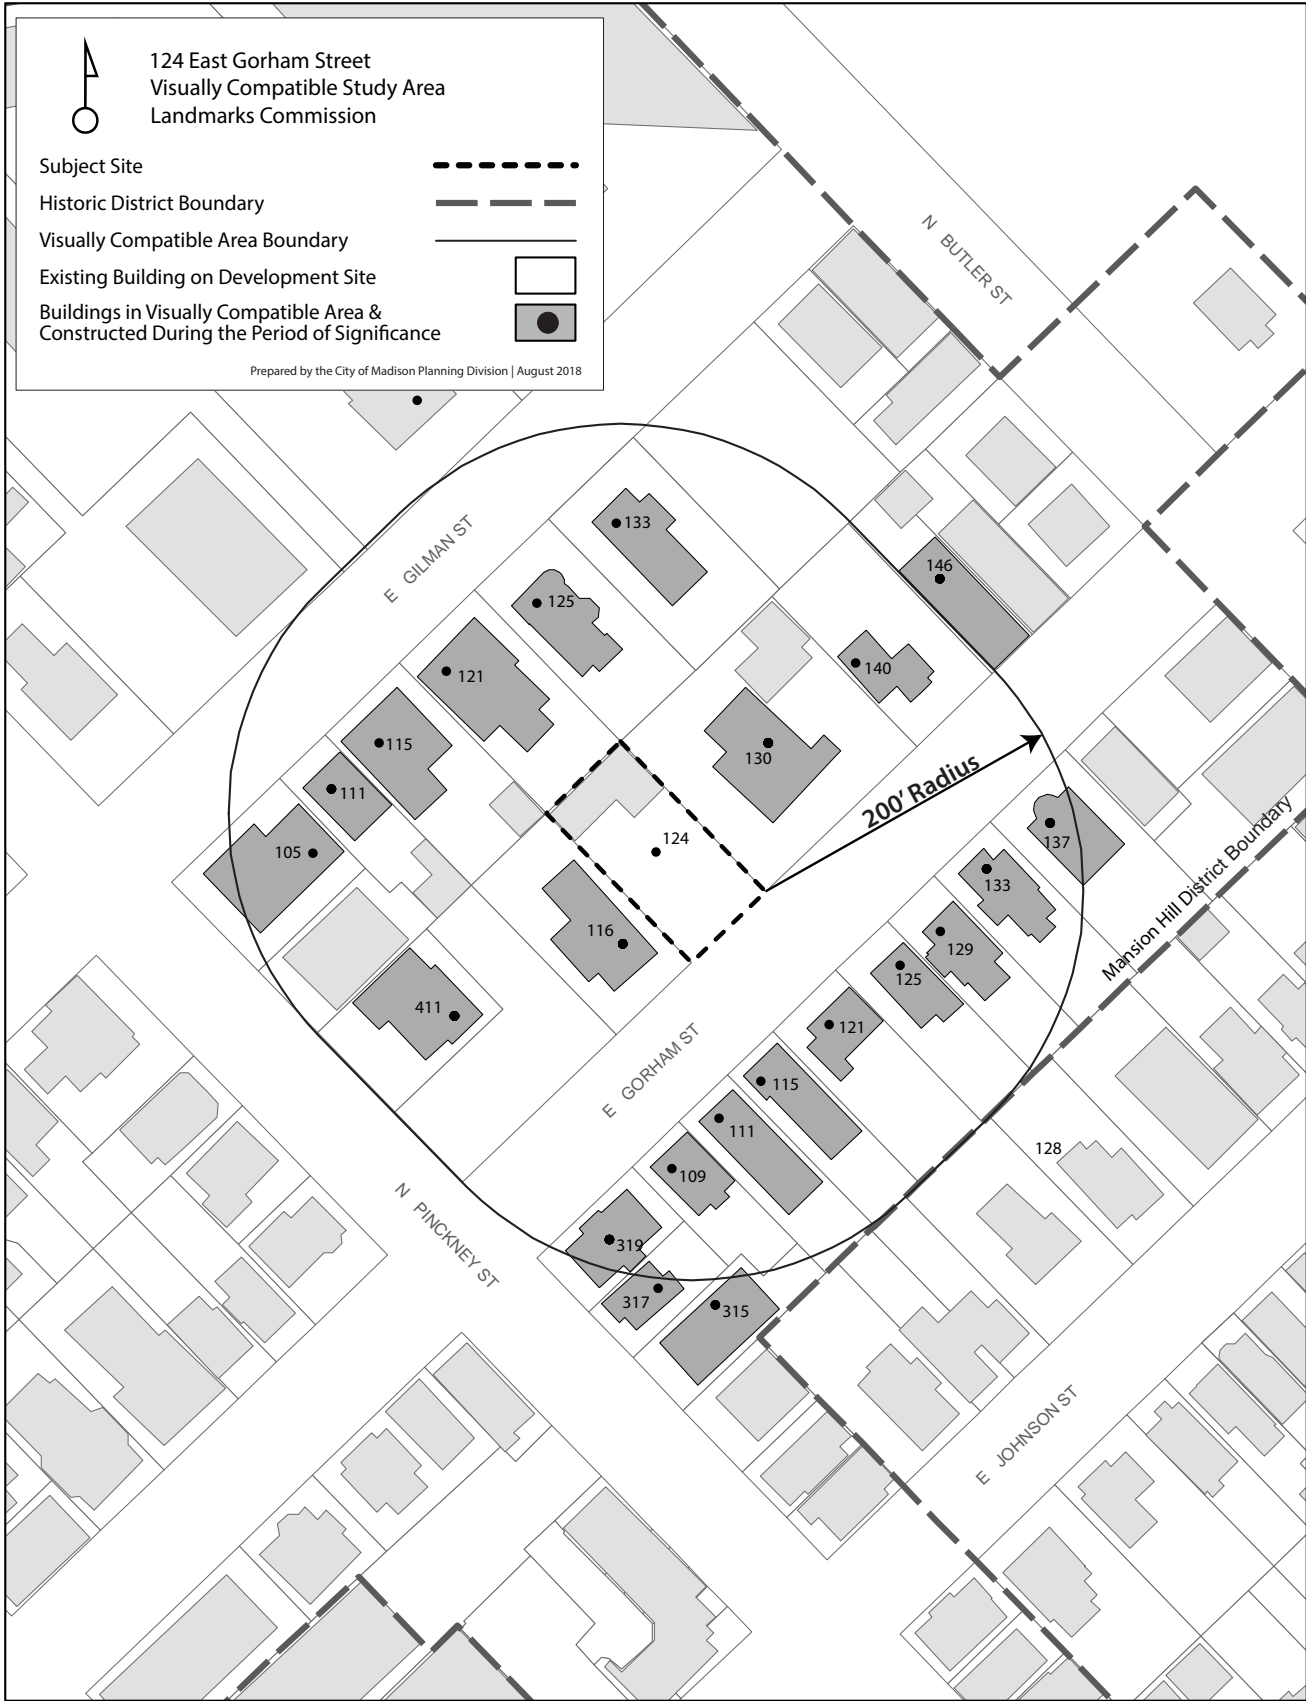 124 East Gorham Street
Visually Compatible Study Area
Landmarks Commission
Subject Site
Historic District Boundary
Visually Compatible Area Boundary
Existing Building on Development Site
Buildings in Visually Compatible Area &
Constructed During the Period of Significance
Prepared by the City of Madison Planning Division | August 2018
N BUTLER ST
E GILMAN ST
133
146
125
140
121
115
130
111
200' Radius
124
105
137
Mansion Hill District Boundary
133
116
129
125
411
121
E GORHAM ST
115
111
128
109
N PINCKNEY ST
319
317
315
E JOHNSON ST